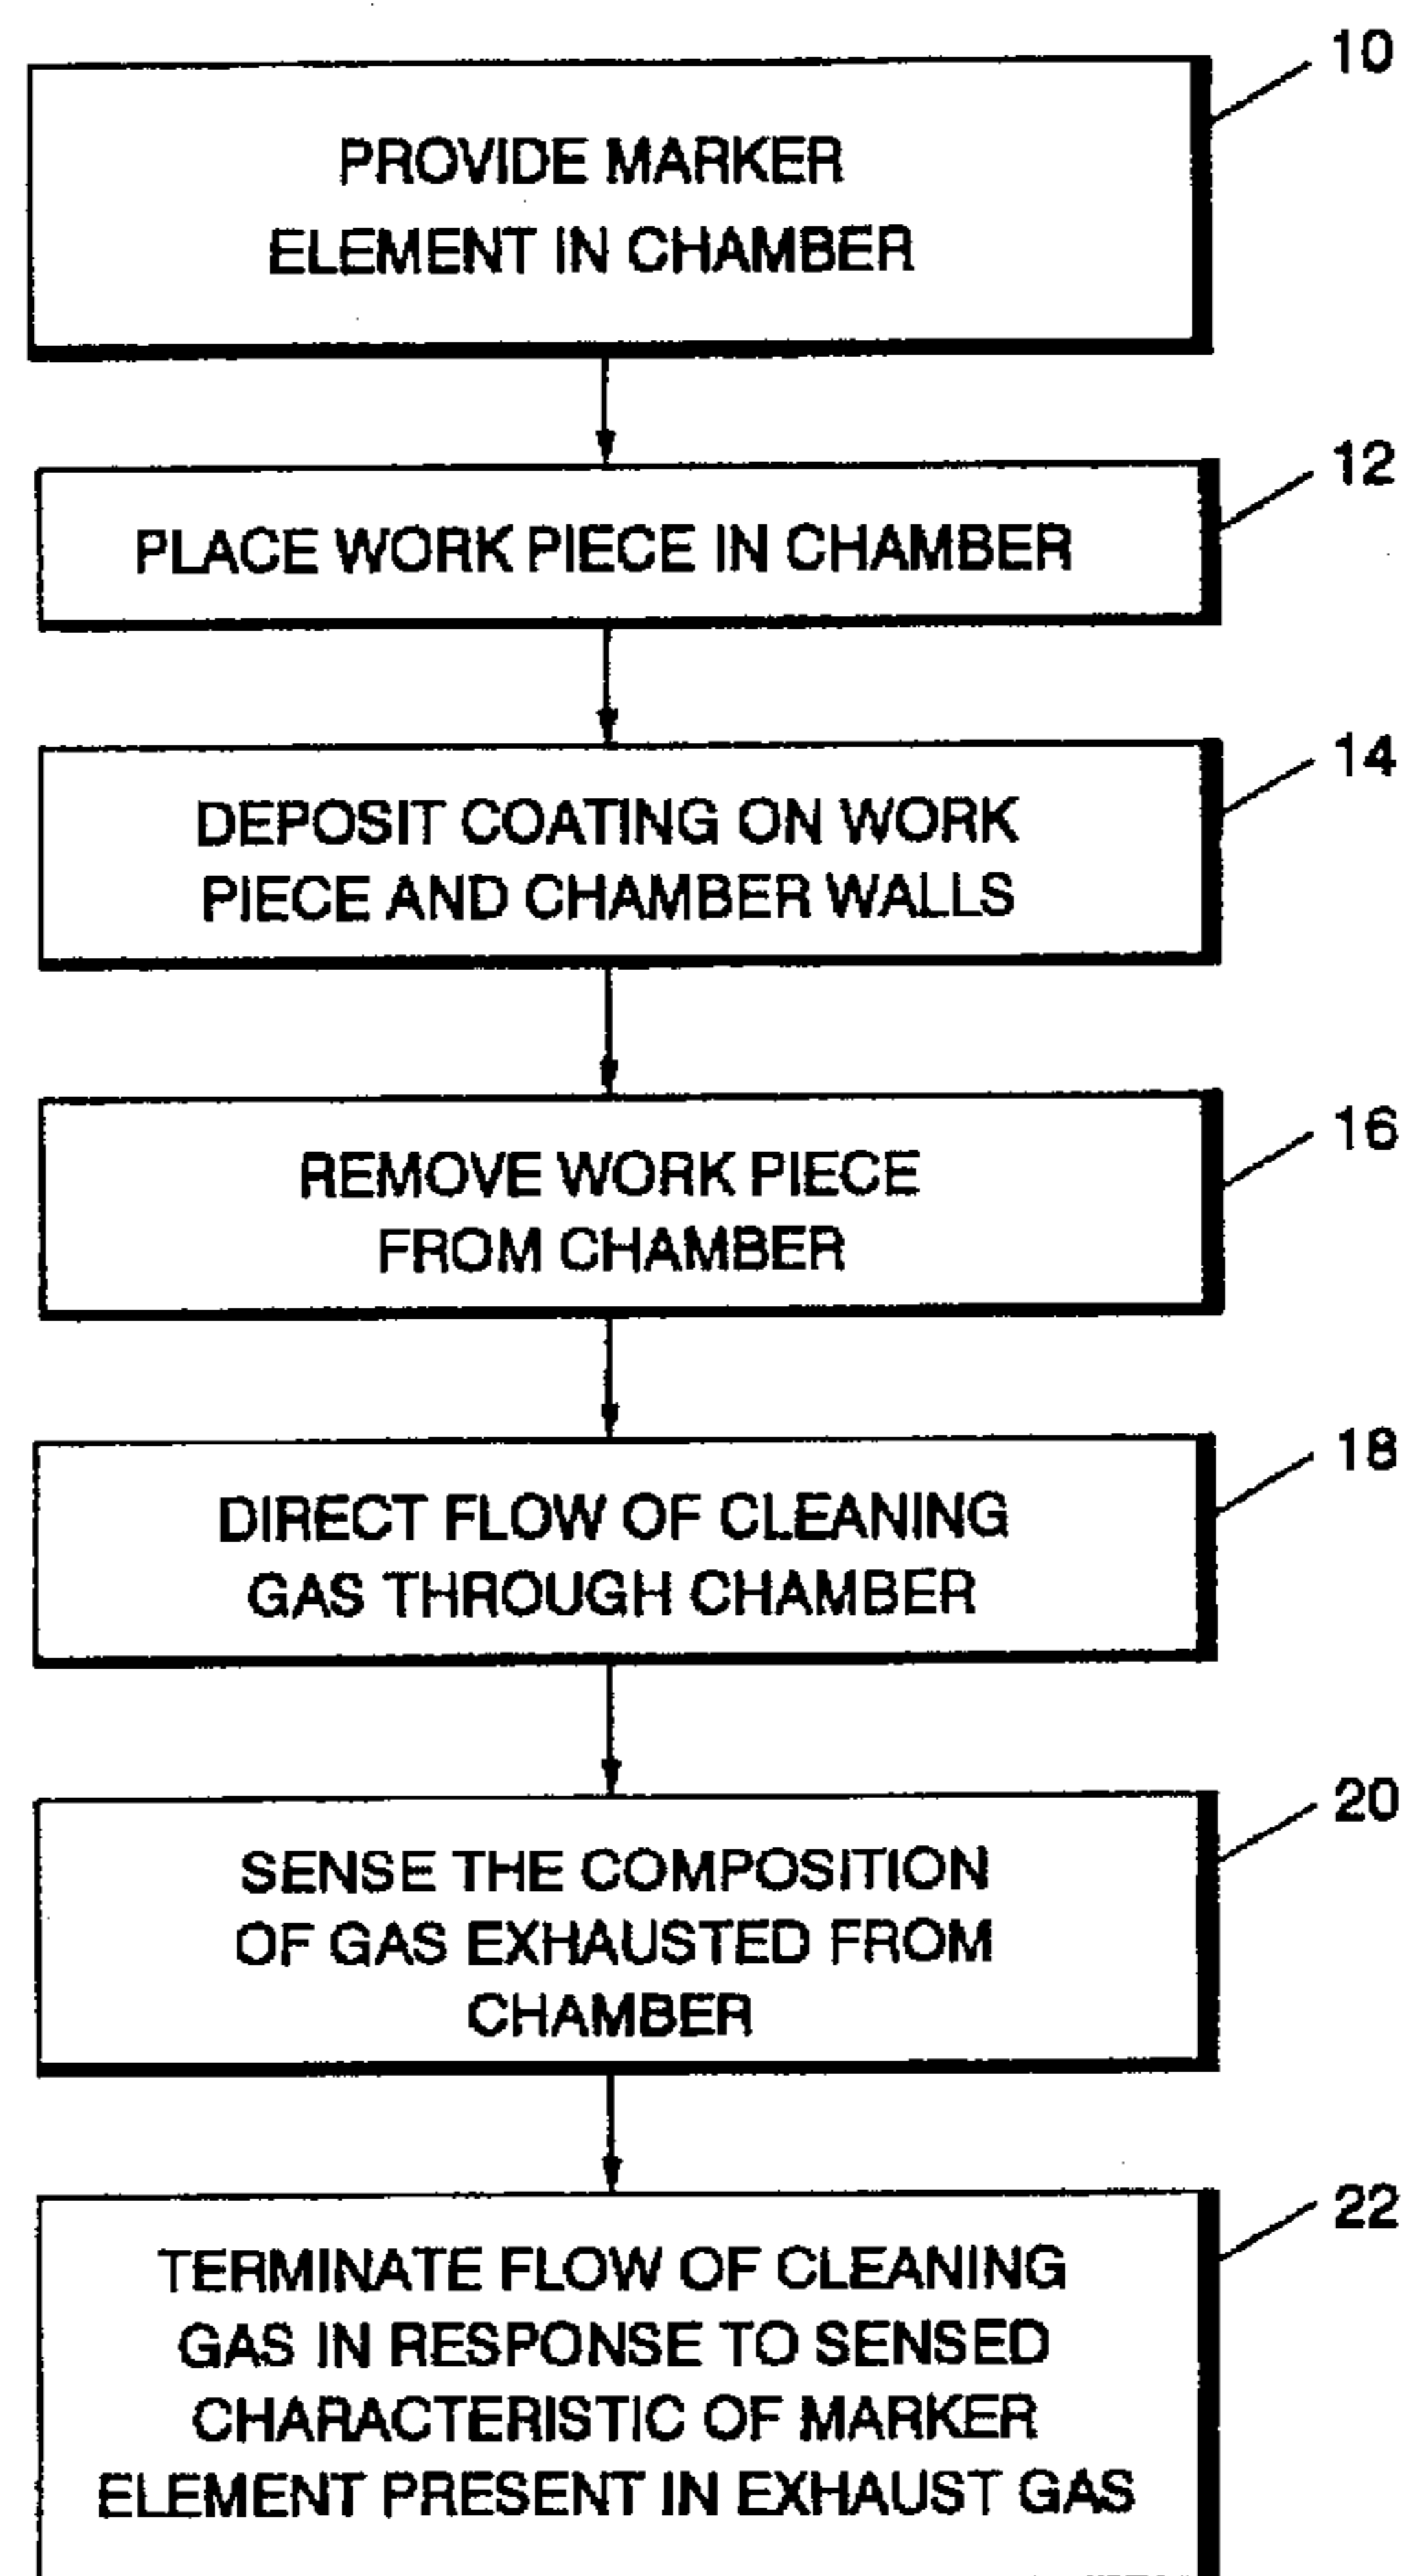 10
PROVIDE MARKER
ELEMENT IN CHAMBER
12
PLACE WORK PIECE IN CHAMBER
14
DEPOSIT COATING ON WORK
PIECE AND CHAMBER WALLS
16
REMOVE WORK PIECE
FROM CHAMBER
18
DIRECT FLOW OF CLEANING
GAS THROUGH CHAMBER
20
SENSE THE COMPOSITION
OF GAS EXHAUSTED FROM
CHAMBER
22
TERMINATE FLOW OF CLEANING
GAS IN RESPONSE TO SENSED
CHARACTERISTIC OF MARKER
ELEMENT PRESENT IN EXHAUST GAS